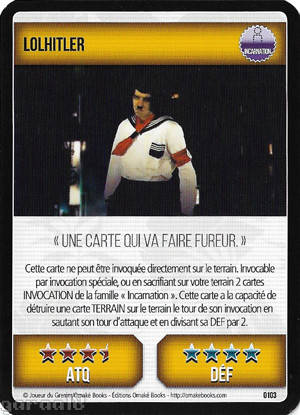 LOLHITLER
INCARNATION
« UNE CARTE QUI VA FAIRE FUREUR. »
Cette carte ne peut être invoquée directement sur le terrain. Invocable
par invocation spéciale, ou en sacrifiant sur votre terrain 2 cartes
INVOCATION de la famille « Incarnation ». Cette carte a la capacité de
détruire une carte TERRAIN sur le terrain le tour de son invocation en
sautant son tour d'attaque et en divisant sa DEF par 2.
ATQ
DÉF
© Joueur du Grenier/Omaké Books - Éditions Omaké Books - http://omakebooks.com/
0103